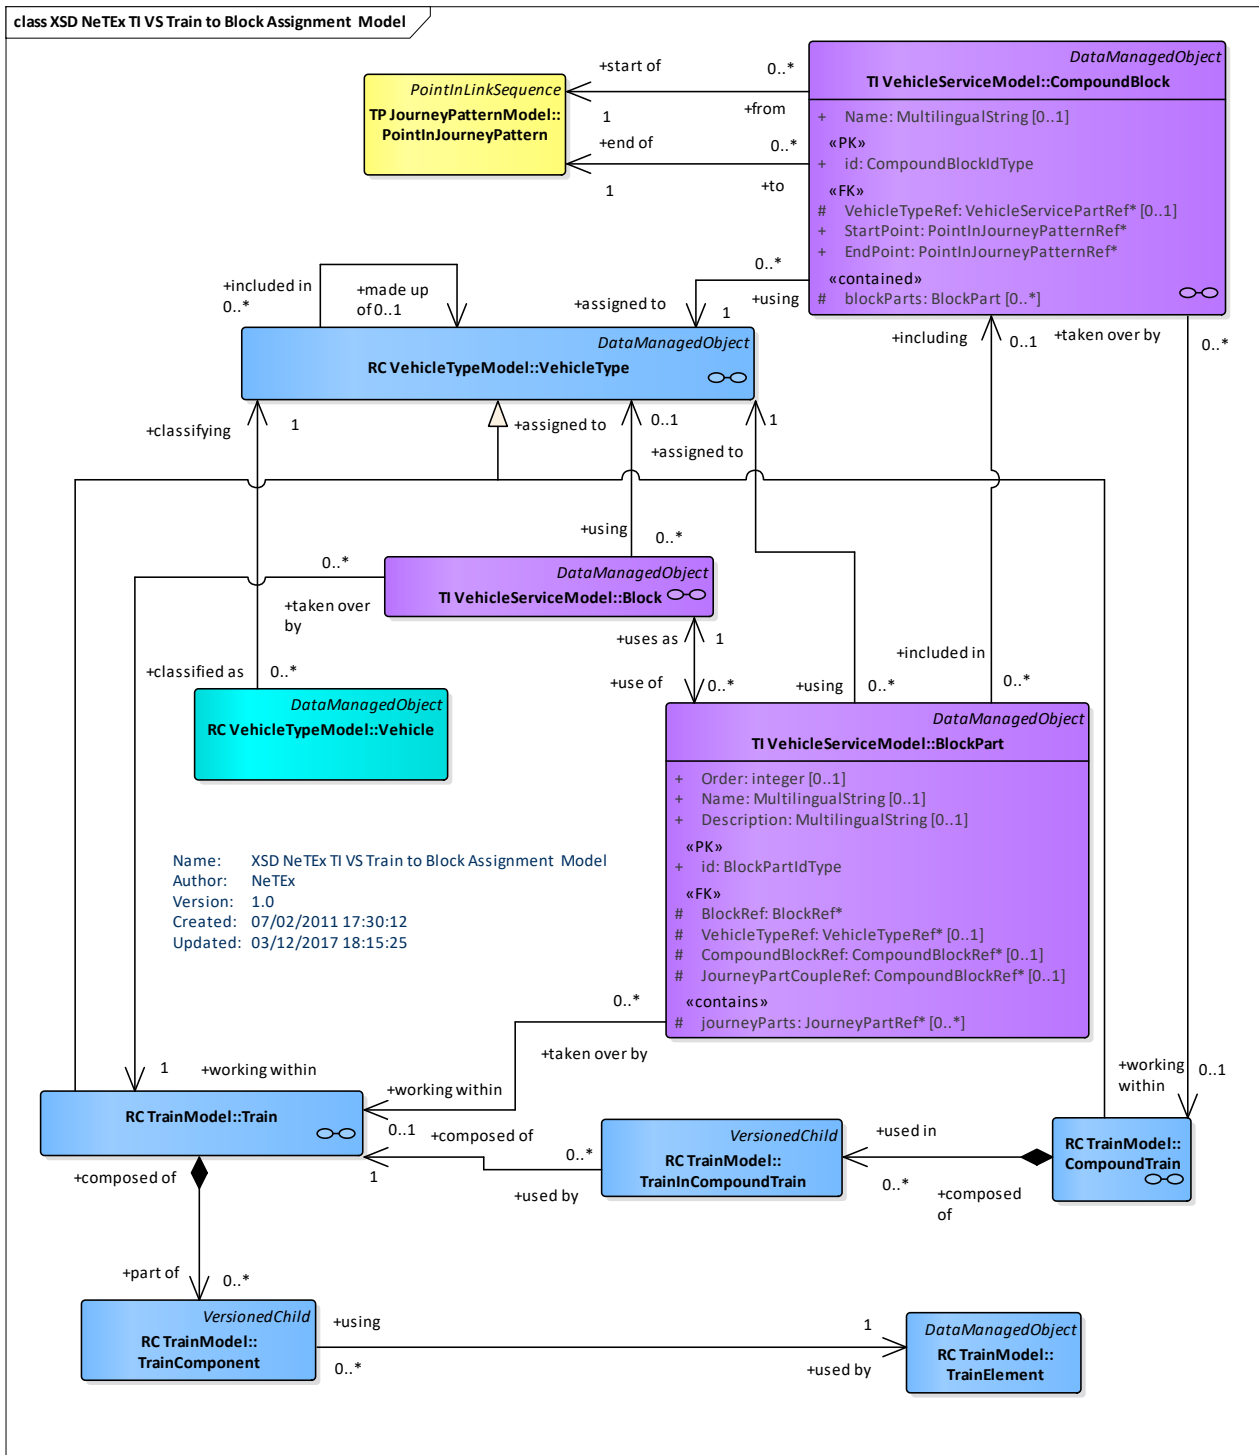 class XSD NeTEx TI VS Train to Block Assignment Model
DataManagedObject
TI VehicleServiceModel::CompoundBlock
+ Name: MultilingualString [0..1]
«PK»
+ id: CompoundBlockIdType
«FK»
# VehicleTypeRef: VehicleServicePartRef* [0..1]
+ StartPoint: PointInJourneyPatternRef*
+ EndPoint: PointInJourneyPatternRef*
«contained»
# blockParts: BlockPart [0..*]
PointInLinkSequence
TP JourneyPatternModel::
PointInJourneyPattern
+start of
0..*
1
+from
+end of
0..*
1
+to
+included in
0..*
+made up
of 0..1
+assigned to
0..*
+using
1
DataManagedObject
RC VehicleTypeModel::VehicleType
+including
0..1
+taken over by
0..*
+classifying
1
+assigned to
0..1
+assigned to
1
+using
0..*
0..*
+taken over
by
DataManagedObject
TI VehicleServiceModel::Block
+uses as
1
+use of
0..*
+using
0..*
+included in
0..*
+classified as
0..*
DataManagedObject
RC VehicleTypeModel::Vehicle
DataManagedObject
TI VehicleServiceModel::BlockPart
+ Order: integer [0..1]
+ Name: MultilingualString [0..1]
+ Description: MultilingualString [0..1]
«PK»
+ id: BlockPartIdType
«FK»
# BlockRef: BlockRef*
# VehicleTypeRef: VehicleTypeRef* [0..1]
# CompoundBlockRef: CompoundBlockRef* [0..1]
# JourneyPartCoupleRef: CompoundBlockRef* [0..1]
«contains»
# journeyParts: JourneyPartRef* [0..*]
Name: XSD NeTEx TI VS Train to Block Assignment Model
Author: NeTEx
Version: 1.0
Created: 07/02/2011 17:30:12
Updated: 03/12/2017 18:15:25
0..*
+taken over by
1
+working within
+working within
0..1
+working
within
0..1
RC TrainModel::Train
+composed of
1
0..*
+used by
VersionedChild
RC TrainModel::
TrainInCompoundTrain
+used in
0..*
+composed
of
RC TrainModel::
CompoundTrain
+composed of
+part of
0..*
VersionedChild
RC TrainModel::
TrainComponent
+using
0..*
1
+used by
DataManagedObject
RC TrainModel::
TrainElement